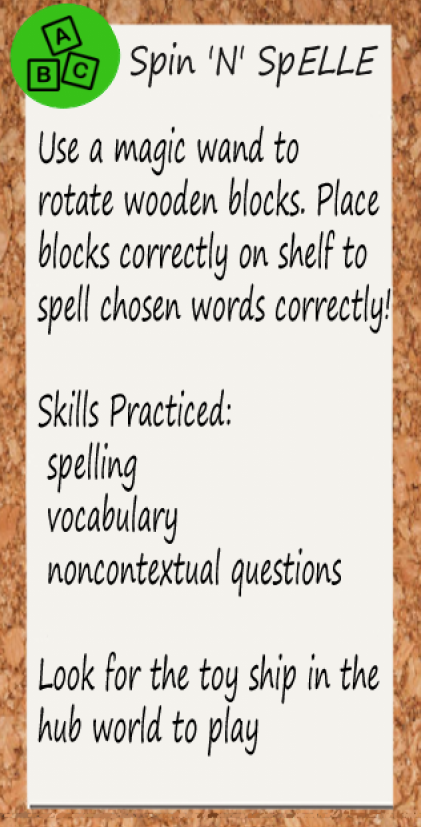 A
B C
Spin 'N' SpELLE
Use a magic wand to
rotate wooden blocks. Place
blocks correctly on shelf to
spell chosen words correctly!
Skills Practiced:
spelling
vocabulary
noncontextual questions
Look for the toy ship in the
hub world to play